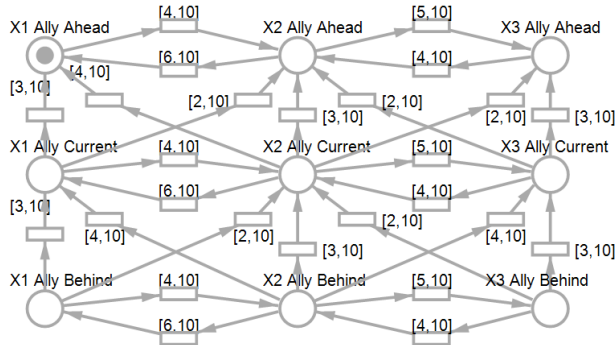 [4,10] [5,10]
X1 Ally Ahead X2 Ally Ahead X3 Ally Ahead
[6,10] [4,10]
[3,10] [4,10]
[2,10] [2,10] [2,10]
[3,10] [3,10]
X1 Ally Current X2 Ally Current X3 Ally Current
[4,10] [5,10]
[6,10] [4,10]
[3,10]
[4,10] [2,10] [2,10] [4,10]
[3,10] [3,10]
X1 Ally Behind X2 Ally Behind X3 Ally Behind
[4,10] [5,10]
[6,10] [4,10]